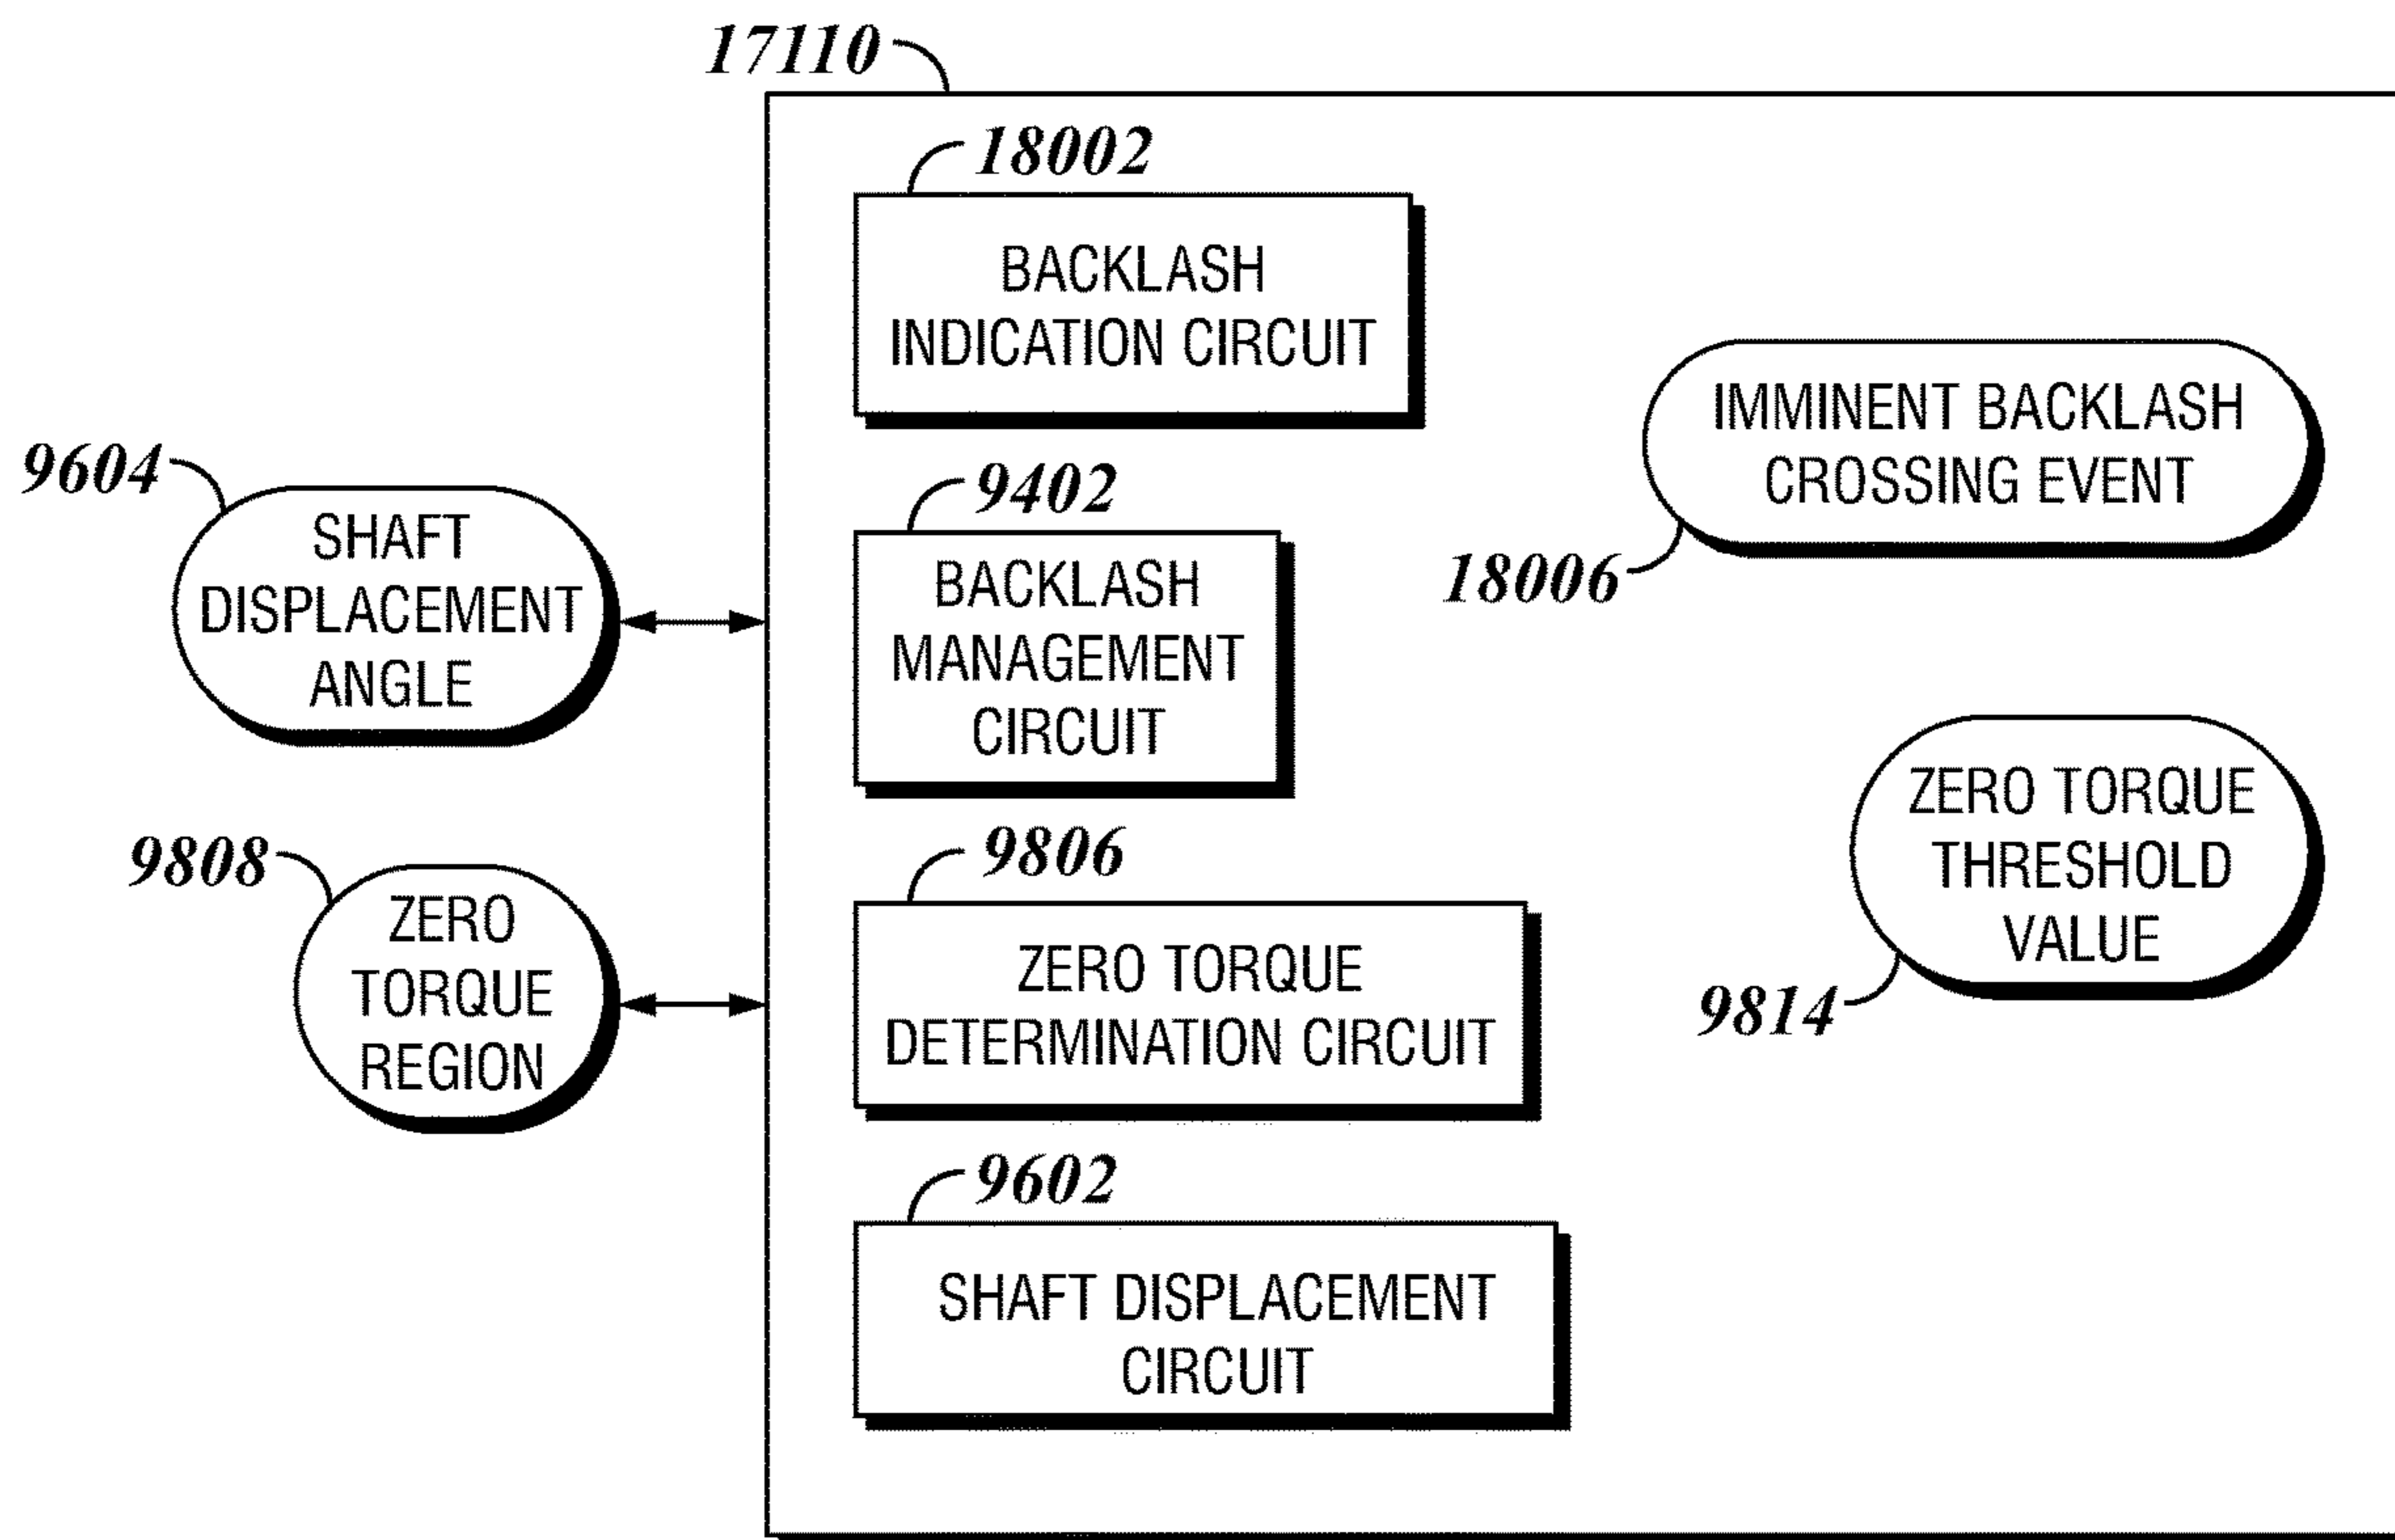 17110
18002
BACKLASH
INDICATION CIRCUIT
IMMINENT BACKLASH
CROSSING EVENT
18006
9604
SHAFT
DISPLACEMENT
ANGLE
9402
BACKLASH
MANAGEMENT
CIRCUIT
ZERO TORQUE
THRESHOLD
VALUE
9814
9808
ZERO
TORQUE
REGION
9806
ZERO TORQUE
DETERMINATION CIRCUIT
9602
SHAFT DISPLACEMENT
CIRCUIT